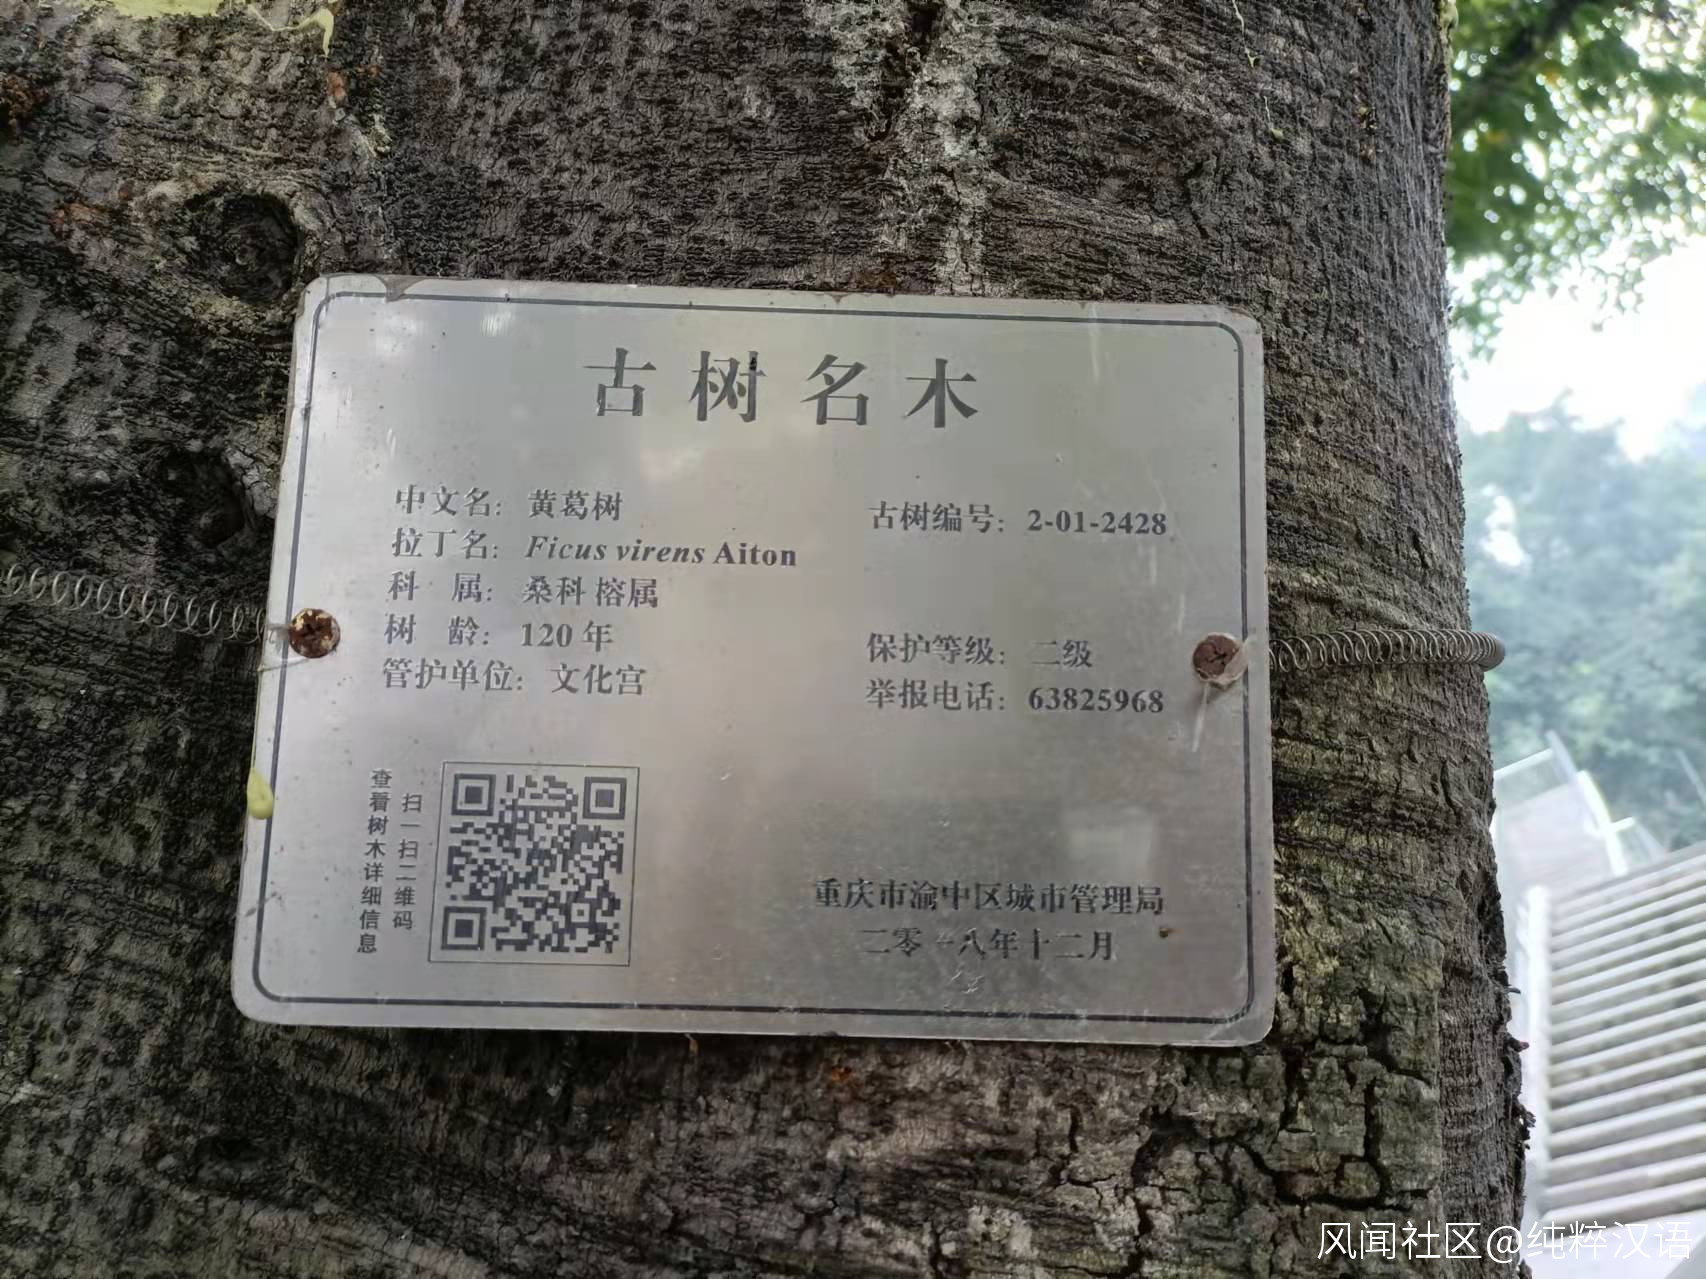 古树名木
中文名：黄葛树
古树编号：2-01-2428
拉丁名：Ficus virens Aiton
科 属：桑科 榕属
树 龄：120 年
保护等级：二级
管护单位：文化宫
举报电话：63825968
扫一扫二维码
查看树木详细信息
重庆市渝中区城市管理局
二零一八年十二月
风闻社区@纯粹汉语